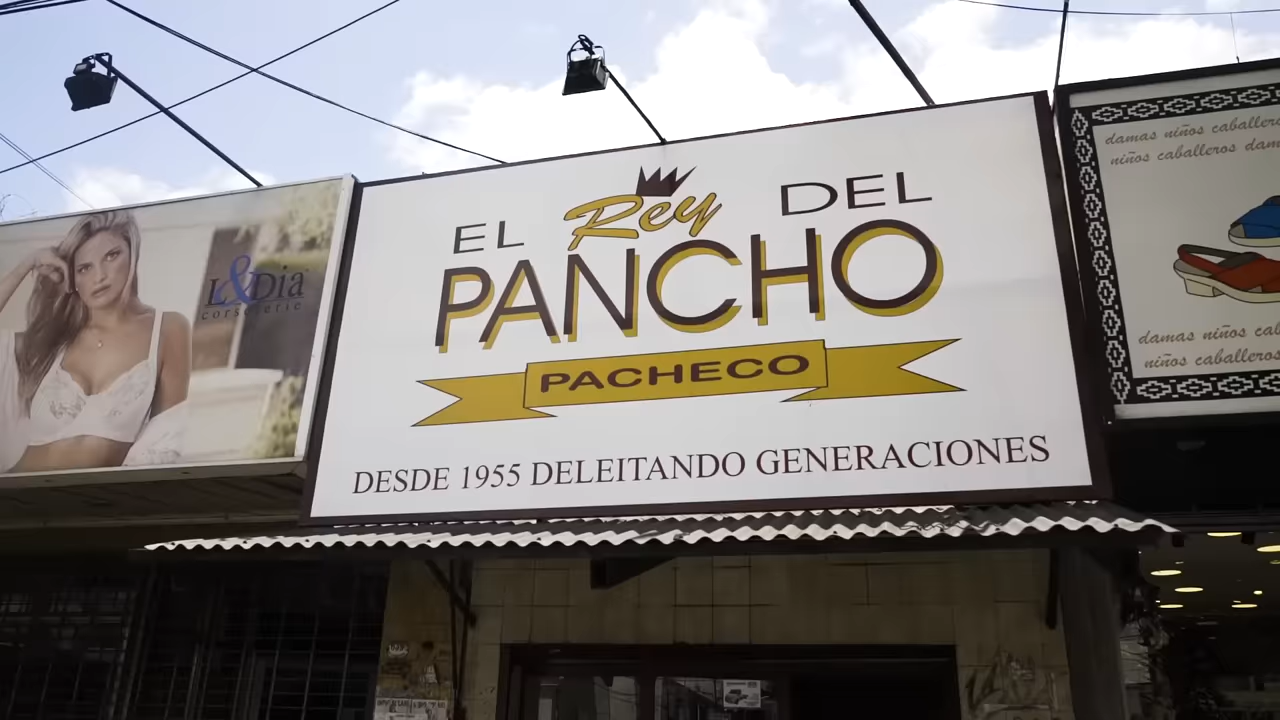 L&Dia
corsetería
EL Rey DEL
PANCHO
PACHECO
DESDE 1955 DELEITANDO GENERACIONES
damas niños caballeros
niños caballeros
damas niños
niños caballeros